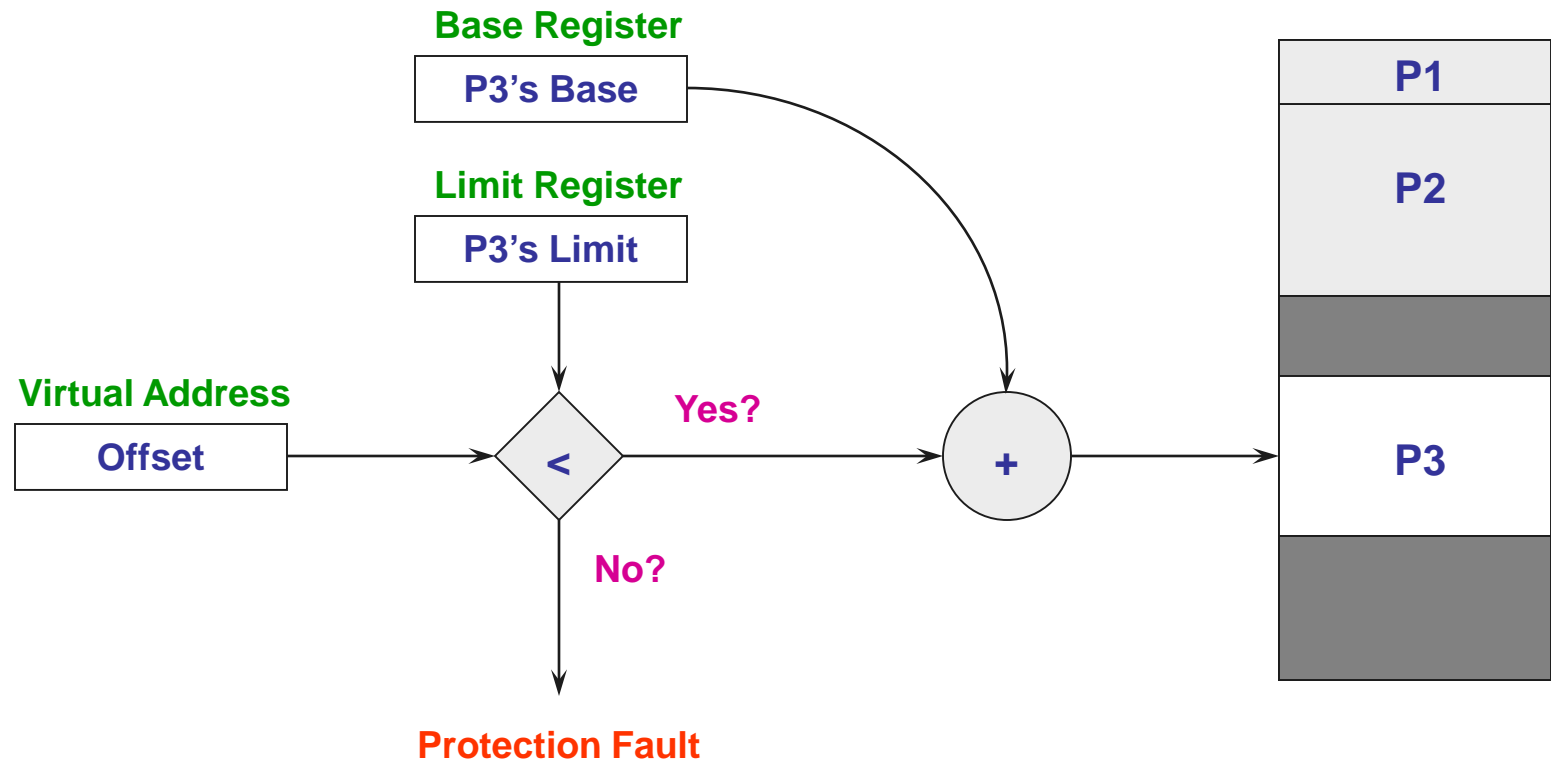 Base Register
P3’s Base
P1
Limit Register
P2
P3’s Limit
Virtual Address
Yes?
Offset
<
+
P3
No?
Protection Fault